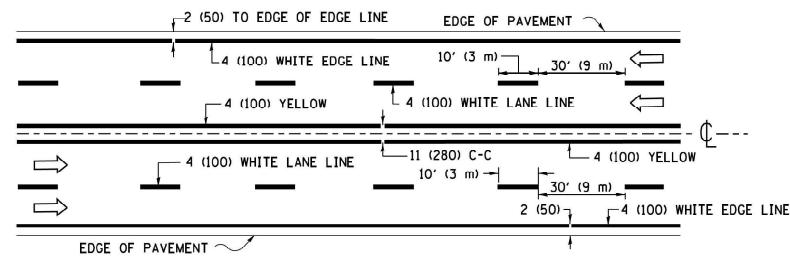 2 (50) TO EDGE OF EDGE LINE
EDGE OF PAVEMENT
4 (100) WHITE EDGE LINE
10' (3 m)
30' (9 m)
4 (100) YELLOW
4 (100) WHITE LANE LINE
℄
4 (100) WHITE LANE LINE
11 (280) C-C
4 (100) YELLOW
10' (3 m)
30' (9 m)
2 (50)
4 (100) WHITE EDGE LINE
EDGE OF PAVEMENT